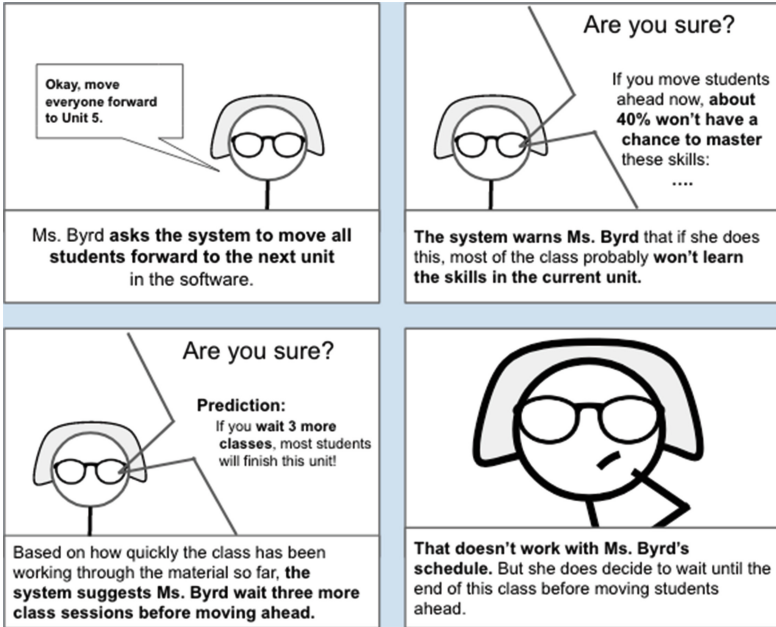 Okay, move
everyone forward
to Unit 5.
Ms. Byrd asks the system to move all
students forward to the next unit
in the software.
Are you sure?
If you move students
ahead now, about
40% won't have a
chance to master
these skills:
....
The system warns Ms. Byrd that if she does
this, most of the class probably won't learn
the skills in the current unit.
Are you sure?
Prediction:
If you wait 3 more
classes, most students
will finish this unit!
Based on how quickly the class has been
working through the material so far, the
system suggests Ms. Byrd wait three more
class sessions before moving ahead.
That doesn't work with Ms. Byrd's
schedule. But she does decide to wait until the
end of this class before moving students
ahead.